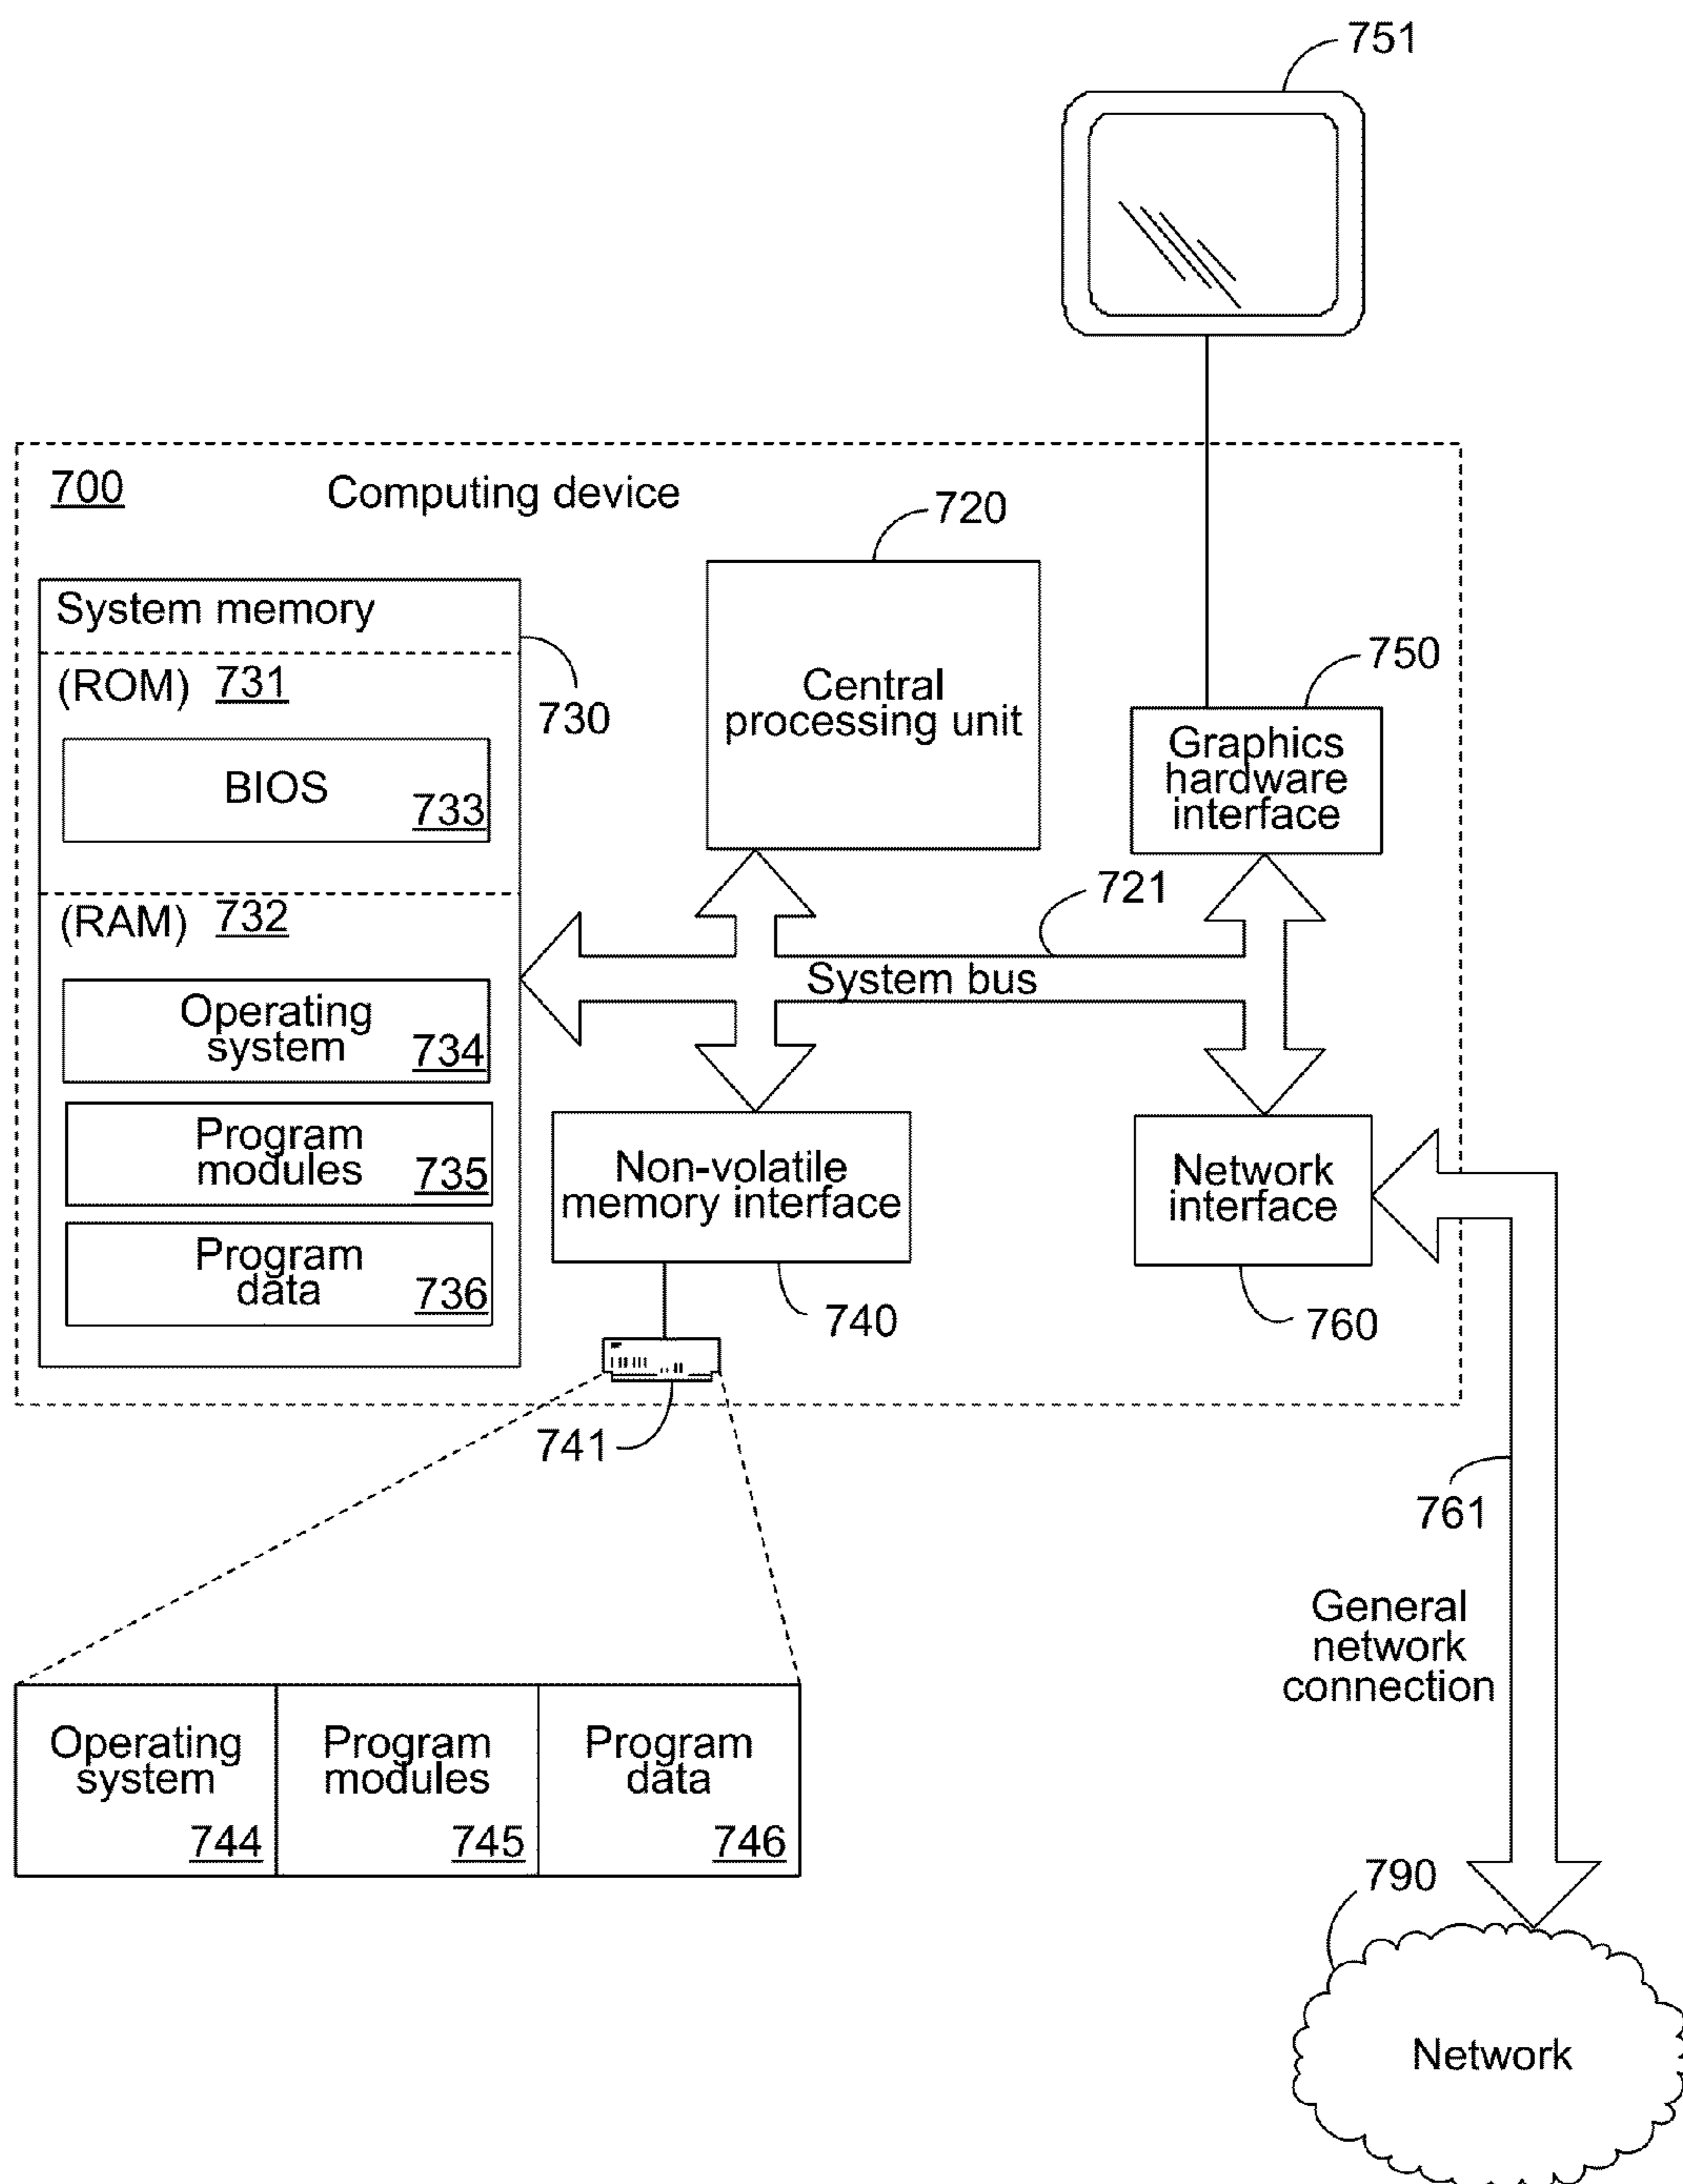 751
700
Computing device
720
System memory
(ROM) 731
730
BIOS
733
Central
processing unit
750
Graphics
hardware
interface
721
(RAM) 732
System bus
Operating
system
734
Program
modules
735
Program
data
736
Non-volatile
memory interface
740
Network
interface
760
741
761
General
network
connection
Operating
system
744
Program
modules
745
Program
data
746
790
Network